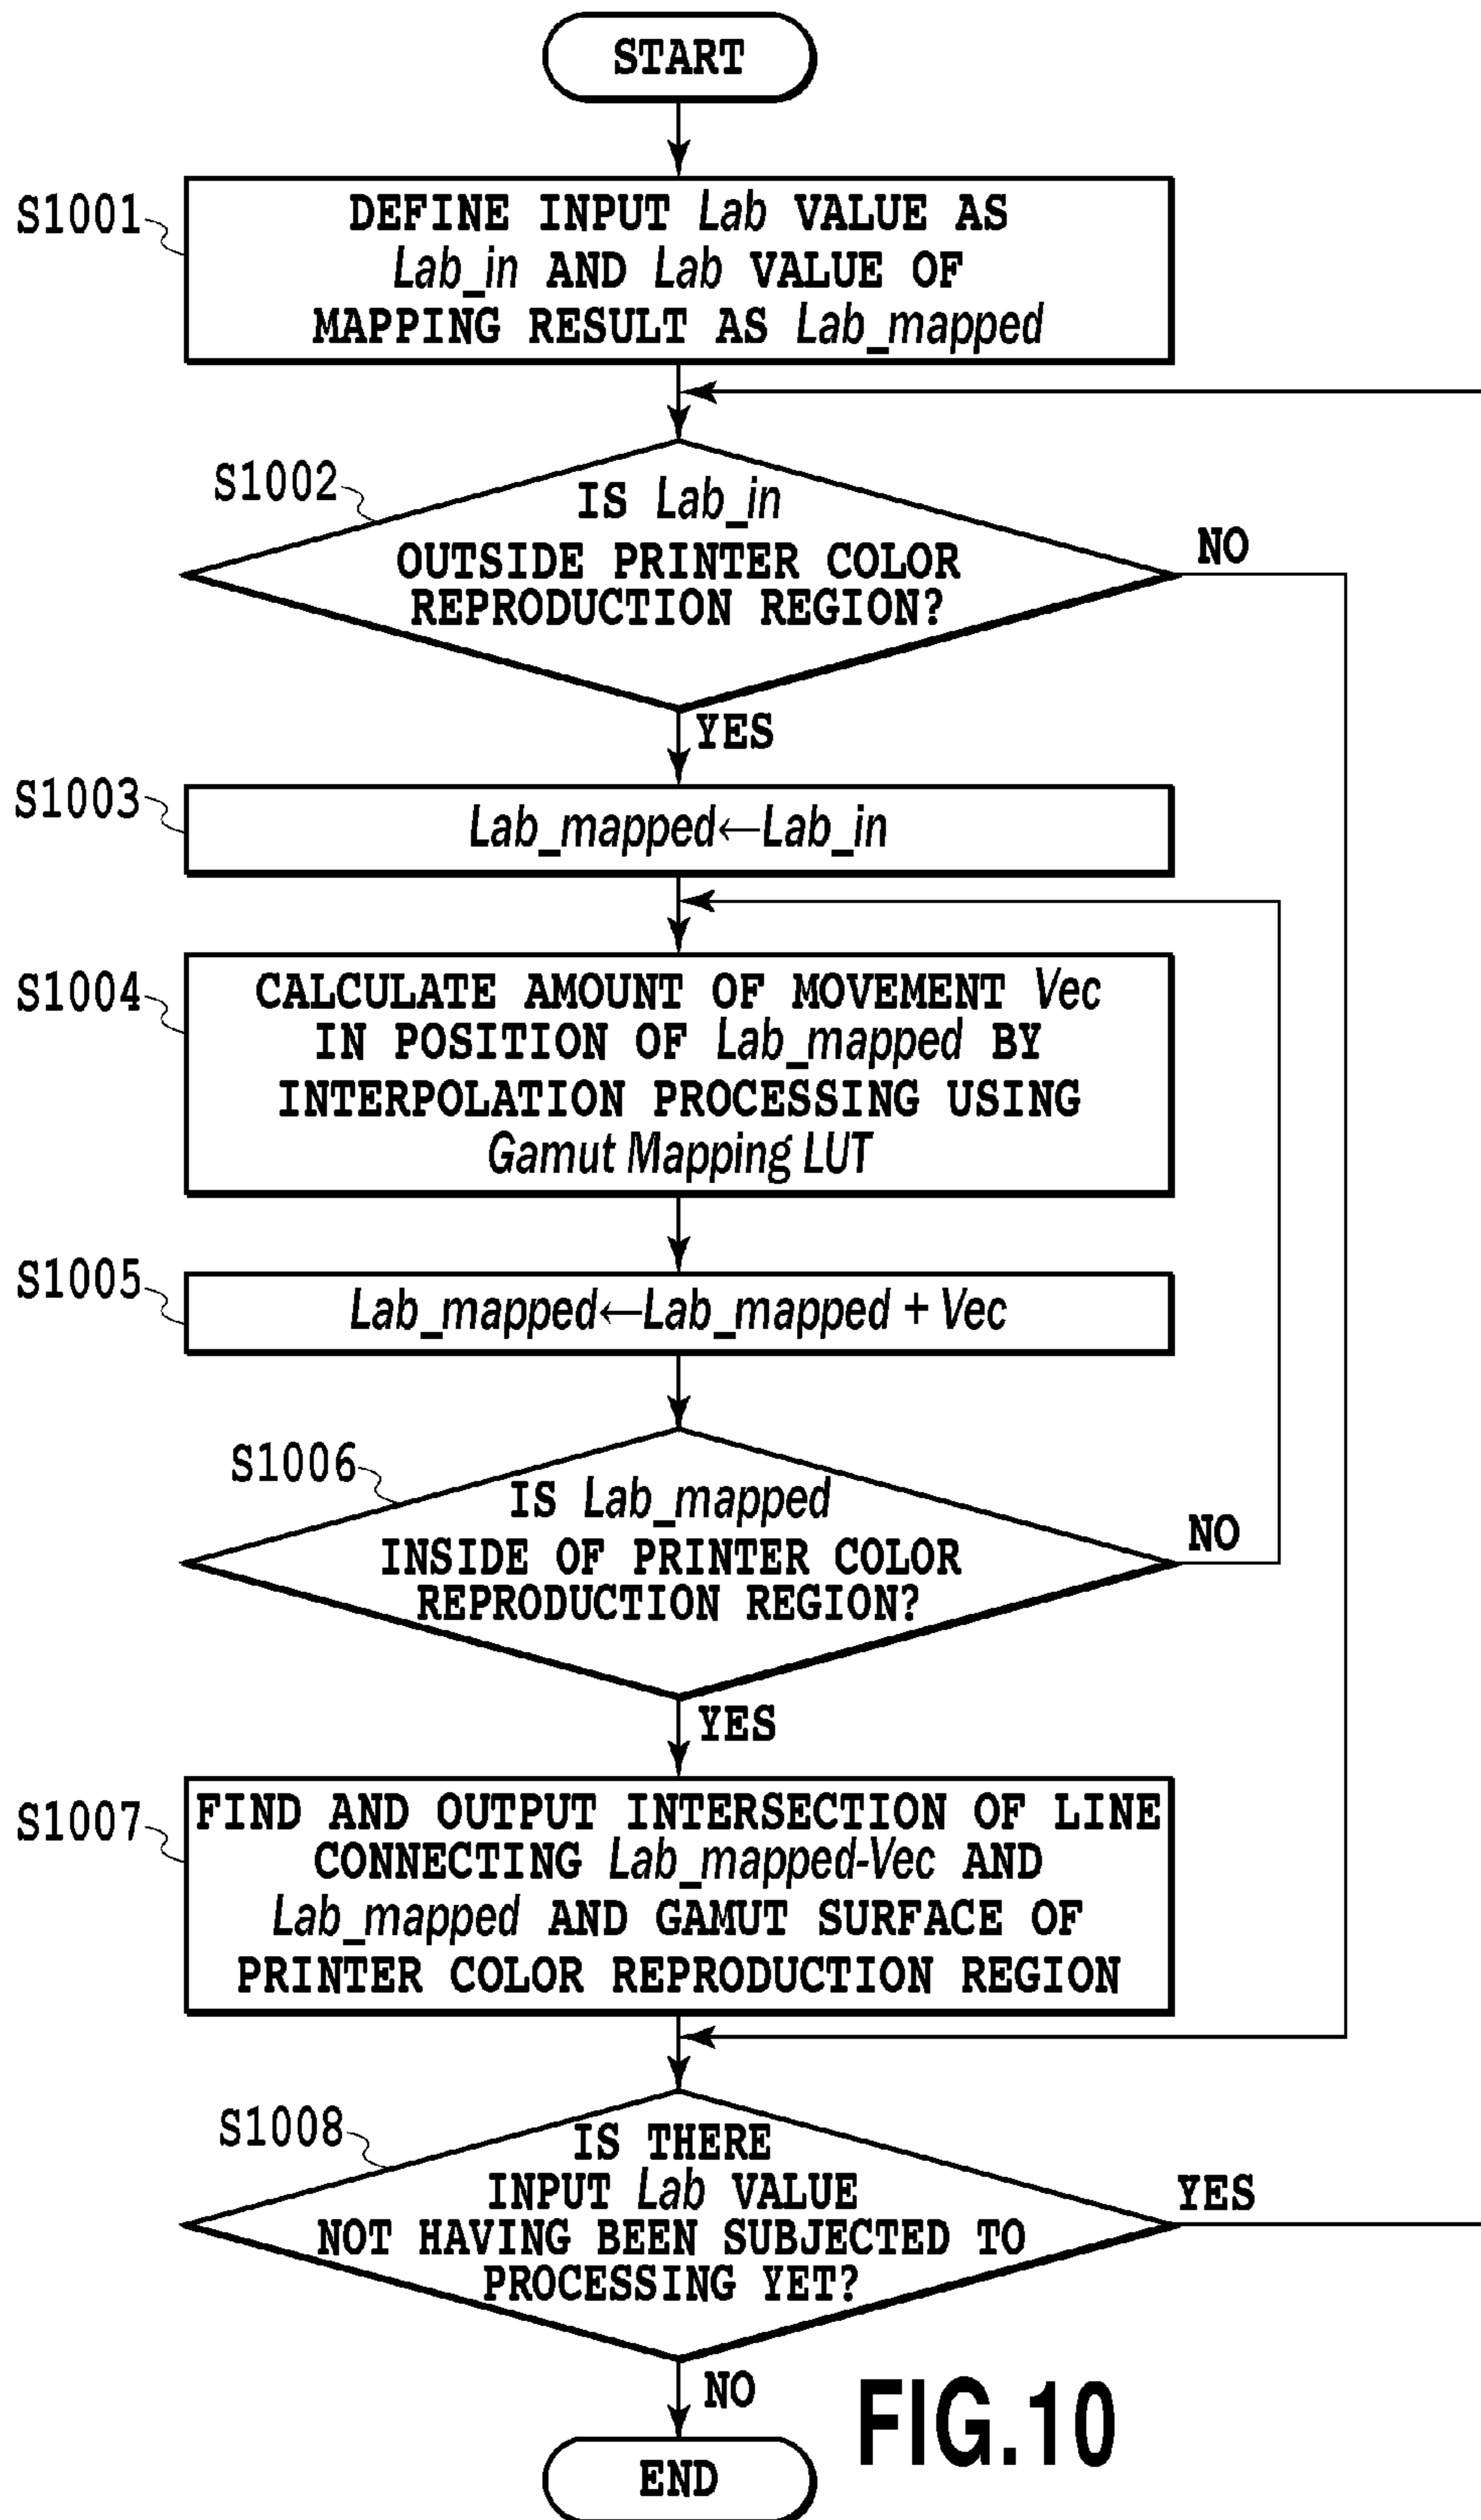 START
S1001
DEFINE INPUT Lab VALUE AS
Lab_in AND Lab VALUE OF
MAPPING RESULT AS Lab_mapped
S1002
IS Lab_in
OUTSIDE PRINTER COLOR
REPRODUCTION REGION?
NO
YES
S1003
Lab_mapped←Lab_in
S1004
CALCULATE AMOUNT OF MOVEMENT Vec
IN POSITION OF Lab_mapped BY
INTERPOLATION PROCESSING USING
Gamut Mapping LUT
S1005
Lab_mapped←Lab_mapped + Vec
S1006
IS Lab_mapped
INSIDE OF PRINTER COLOR
REPRODUCTION REGION?
NO
YES
S1007
FIND AND OUTPUT INTERSECTION OF LINE
CONNECTING Lab_mapped-Vec AND
Lab_mapped AND GAMUT SURFACE OF
PRINTER COLOR REPRODUCTION REGION
S1008
IS THERE
INPUT Lab VALUE
NOT HAVING BEEN SUBJECTED TO
PROCESSING YET?
YES
NO
END
FIG.10